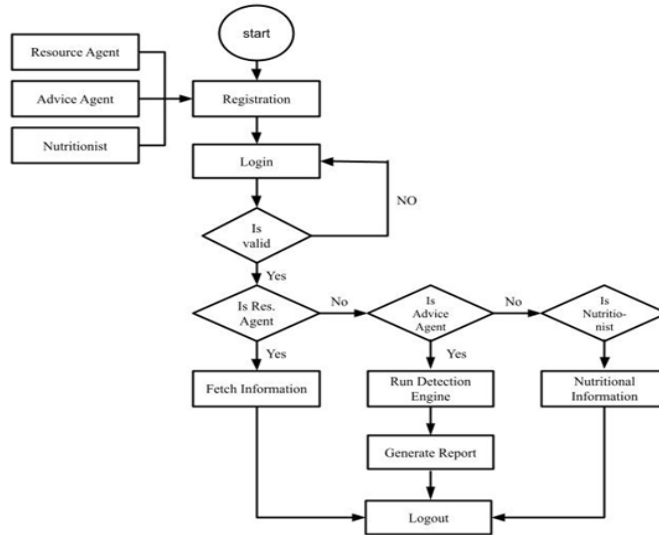 start
Resource Agent
Advice Agent
Nutritionist
Registration
Login
NO
Is
valid
Yes
Is Res.
Agent
No
Is
Advice
Agent
No
Is
Nutritio-
nist
Yes
Yes
Fetch Information
Run Detection
Engine
Nutritional
Information
Generate Report
Logout